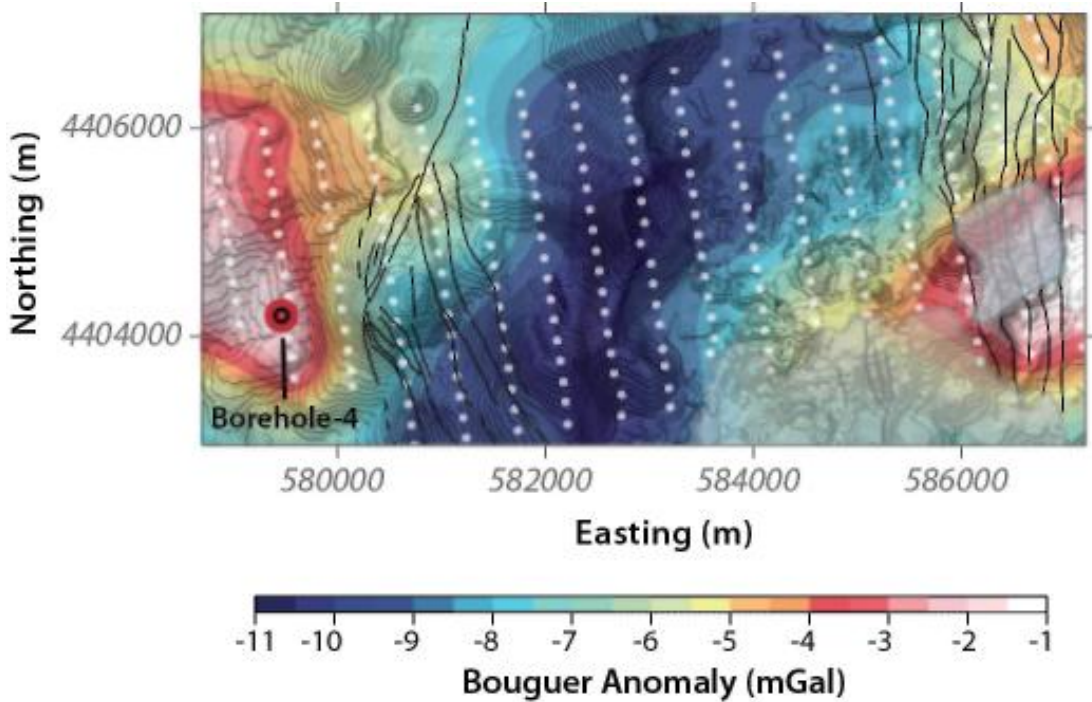 Northing (m)
4406000
4404000
Borehole-4
580000 582000 584000 586000
Easting (m)
-11 -10 -9 -8 -7 -6 -5 -4 -3 -2 -1
Bouguer Anomaly (mGal)